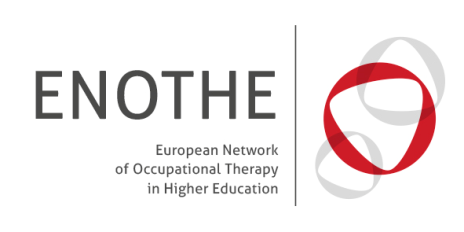 ENOTHE
European Network
of Occupational Therapy
in Higher Education